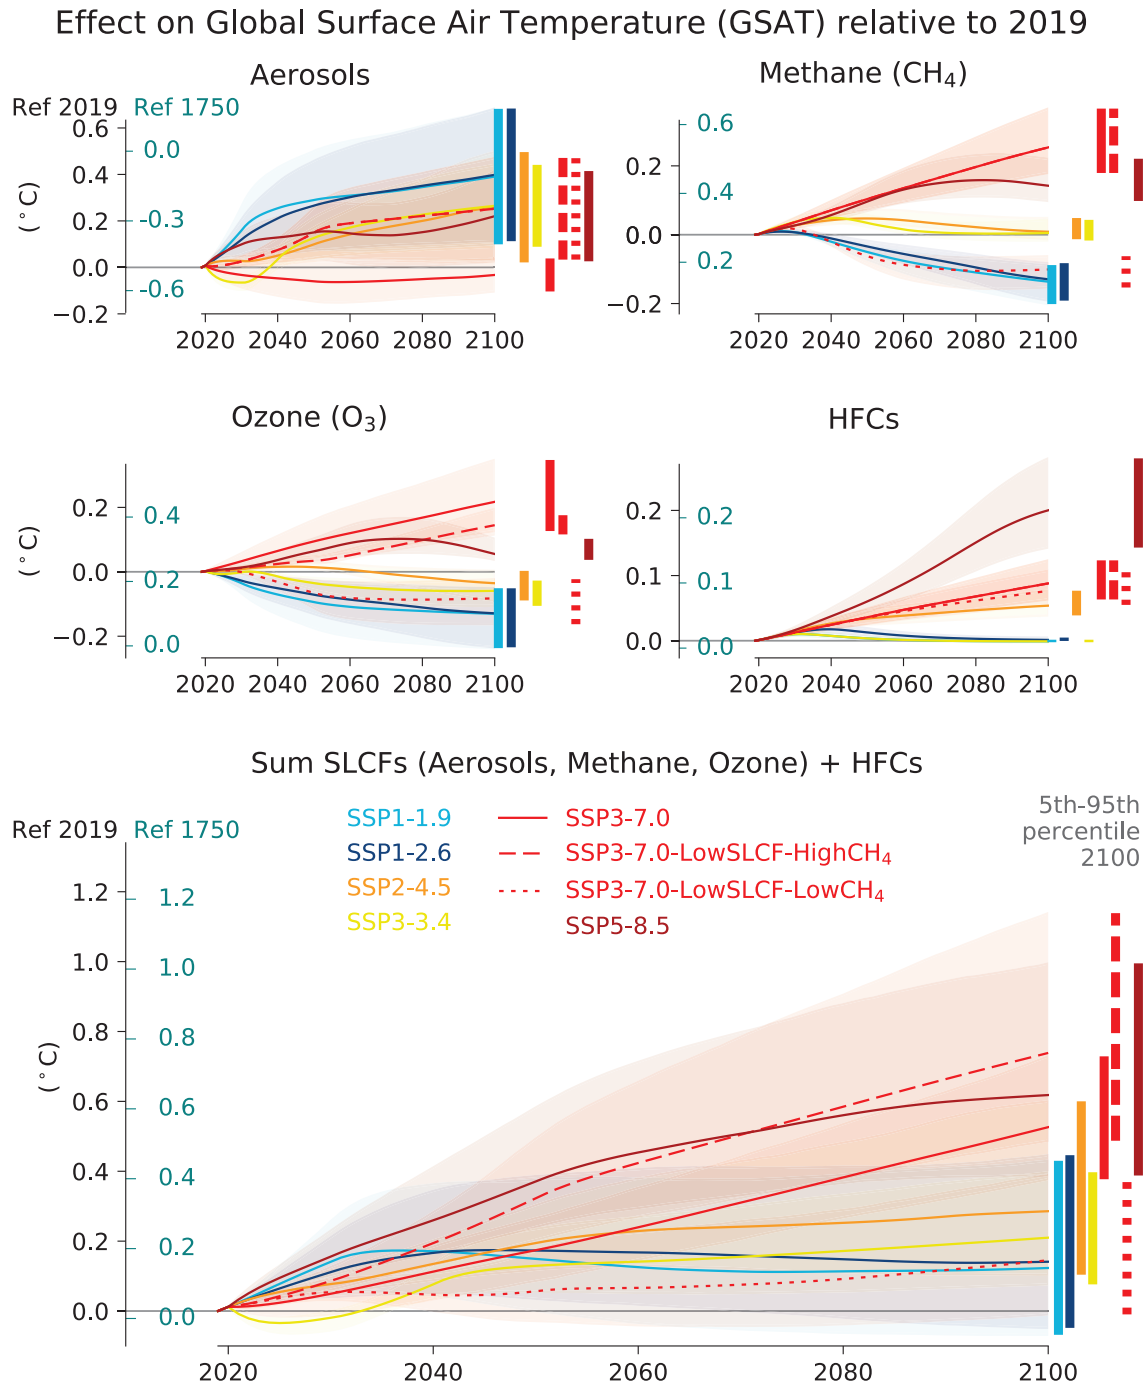 Effect on Global Surface Air Temperature (GSAT) relative to 2019
Aerosols
Methane (CH₄)
Ref 2019 Ref 1750
0.6
0.4
0.2
0.0
−0.2
0.0
-0.3
-0.6
(°C)
2020 2040 2060 2080 2100
0.2
0.0
−0.2
0.6
0.4
0.2
2020 2040 2060 2080 2100
Ozone (O₃)
HFCs
0.2
0.0
−0.2
0.4
0.2
0.0
(°C)
2020 2040 2060 2080 2100
0.2
0.1
0.0
0.2
0.1
0.0
2020 2040 2060 2080 2100
Sum SLCFs (Aerosols, Methane, Ozone) + HFCs
Ref 2019 Ref 1750
SSP1-1.9
SSP1-2.6
SSP2-4.5
SSP3-3.4
SSP3-7.0
SSP3-7.0-LowSLCF-HighCH₄
SSP3-7.0-LowSLCF-LowCH₄
SSP5-8.5
5th-95th
percentile
2100
1.2
1.0
0.8
0.6
0.4
0.2
0.0
1.2
1.0
0.8
0.6
0.4
0.2
0.0
(°C)
2020 2040 2060 2080 2100